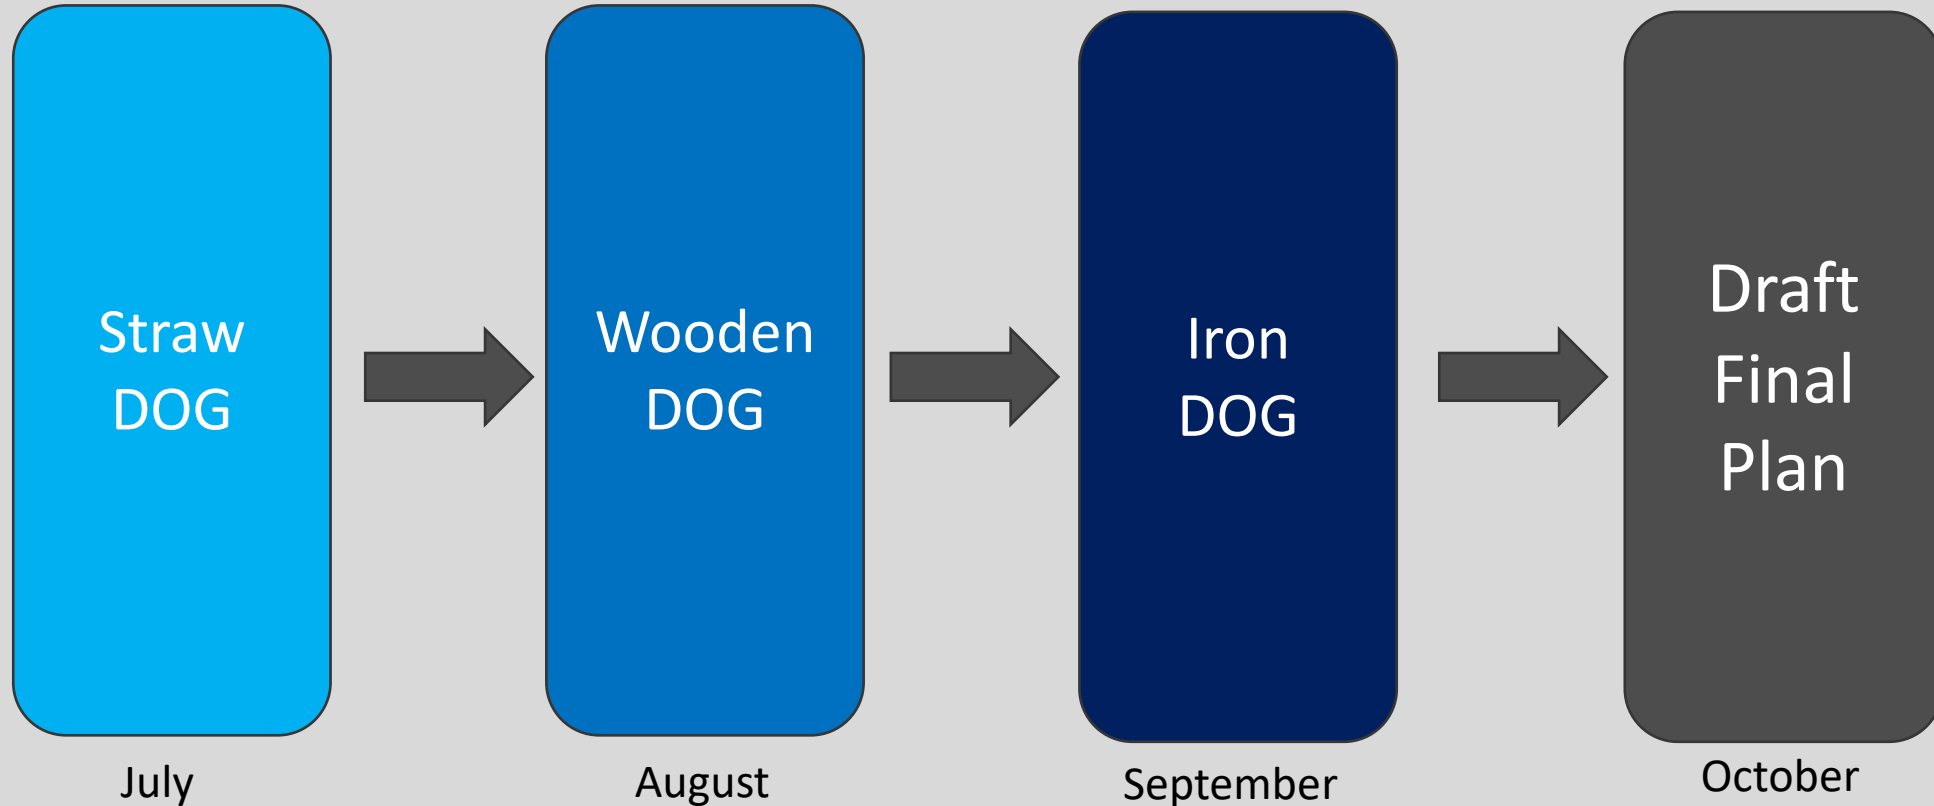 Straw
DOG
Wooden
DOG
Iron
DOG
Draft
Final
Plan
July
August
September
October